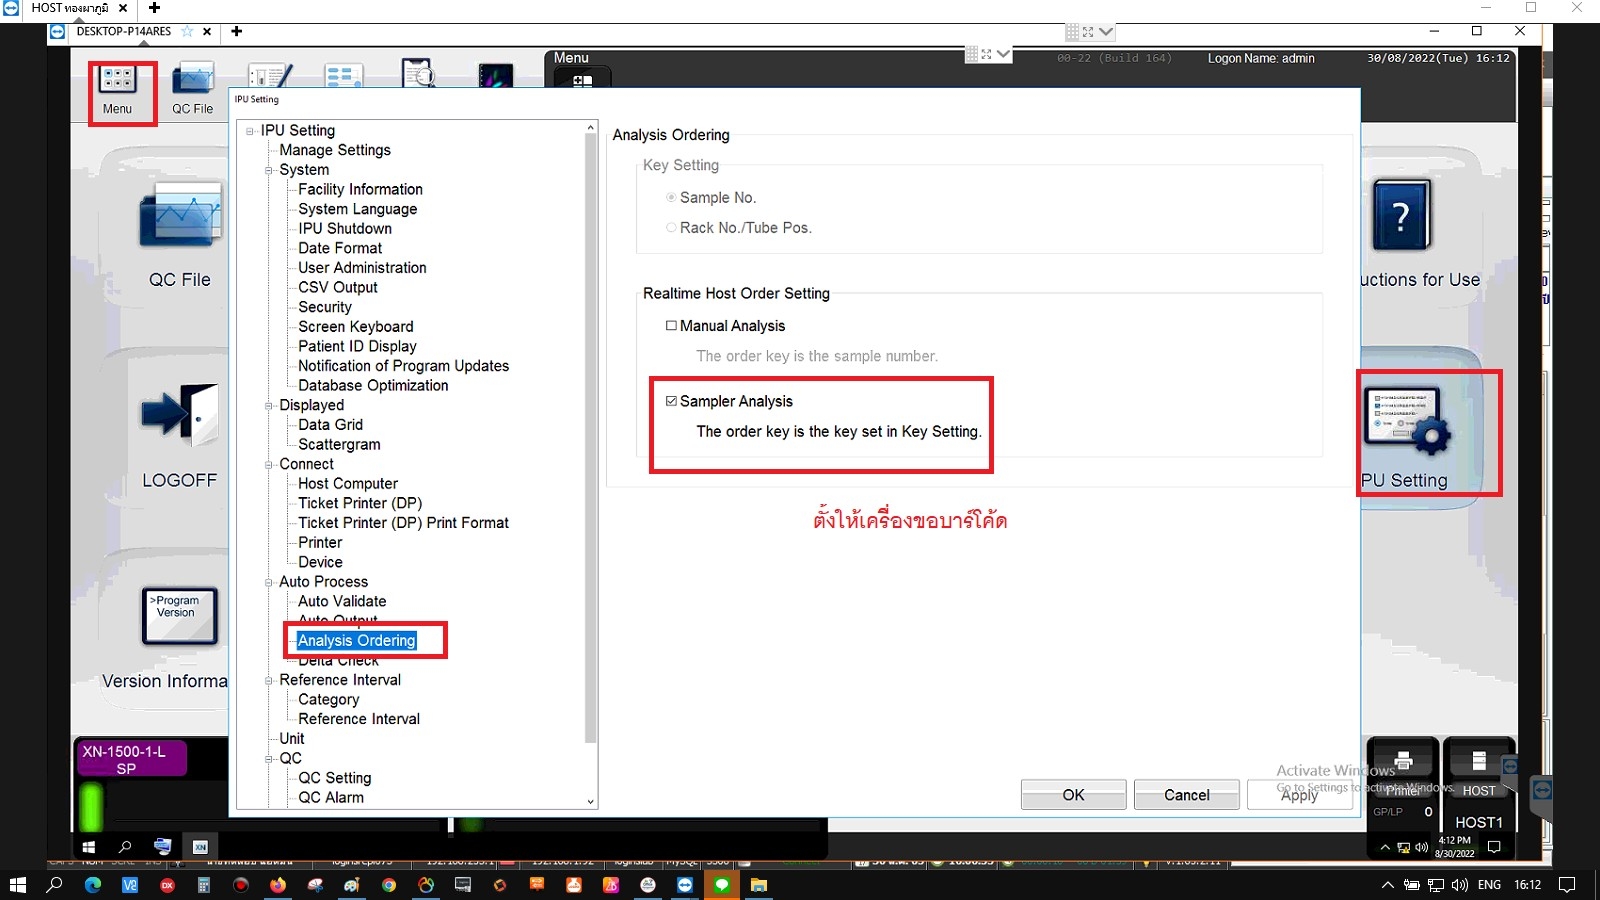 HOST ทองผาภูมิ
DESKTOP-P14ARES
Menu
QC File
Menu
00-22 (Build 164)
Logon Name: admin
30/08/2022(Tue) 16:12
IPU Setting
IPU Setting
Manage Settings
System
Facility Information
System Language
IPU Shutdown
Date Format
User Administration
CSV Output
Security
Screen Keyboard
Patient ID Display
Notification of Program Updates
Database Optimization
Displayed
Data Grid
Scattergram
Connect
Host Computer
Ticket Printer (DP)
Ticket Printer (DP) Print Format
Printer
Device
Auto Process
Auto Validate
Auto Output
Analysis Ordering
Delta Check
Reference Interval
Category
Reference Interval
Unit
QC
QC Setting
QC Alarm
Analysis Ordering
Key Setting
Sample No.
Rack No./Tube Pos.
Realtime Host Order Setting
Manual Analysis
The order key is the sample number.
Sampler Analysis
The order key is the key set in Key Setting.
ตั้งให้เครื่องขอบาร์โค้ด
OK
Cancel
Apply
QC File
LOGOFF
>Program
Version
Version Informa
?
uctions for Use
PU Setting
XN-1500-1-L
SP
Activate Windows
Go to Settings to activate Windows.
Printer
GP/LP 0
HOST
HOST1
XN
4:12 PM
8/30/2022
ENG
16:12